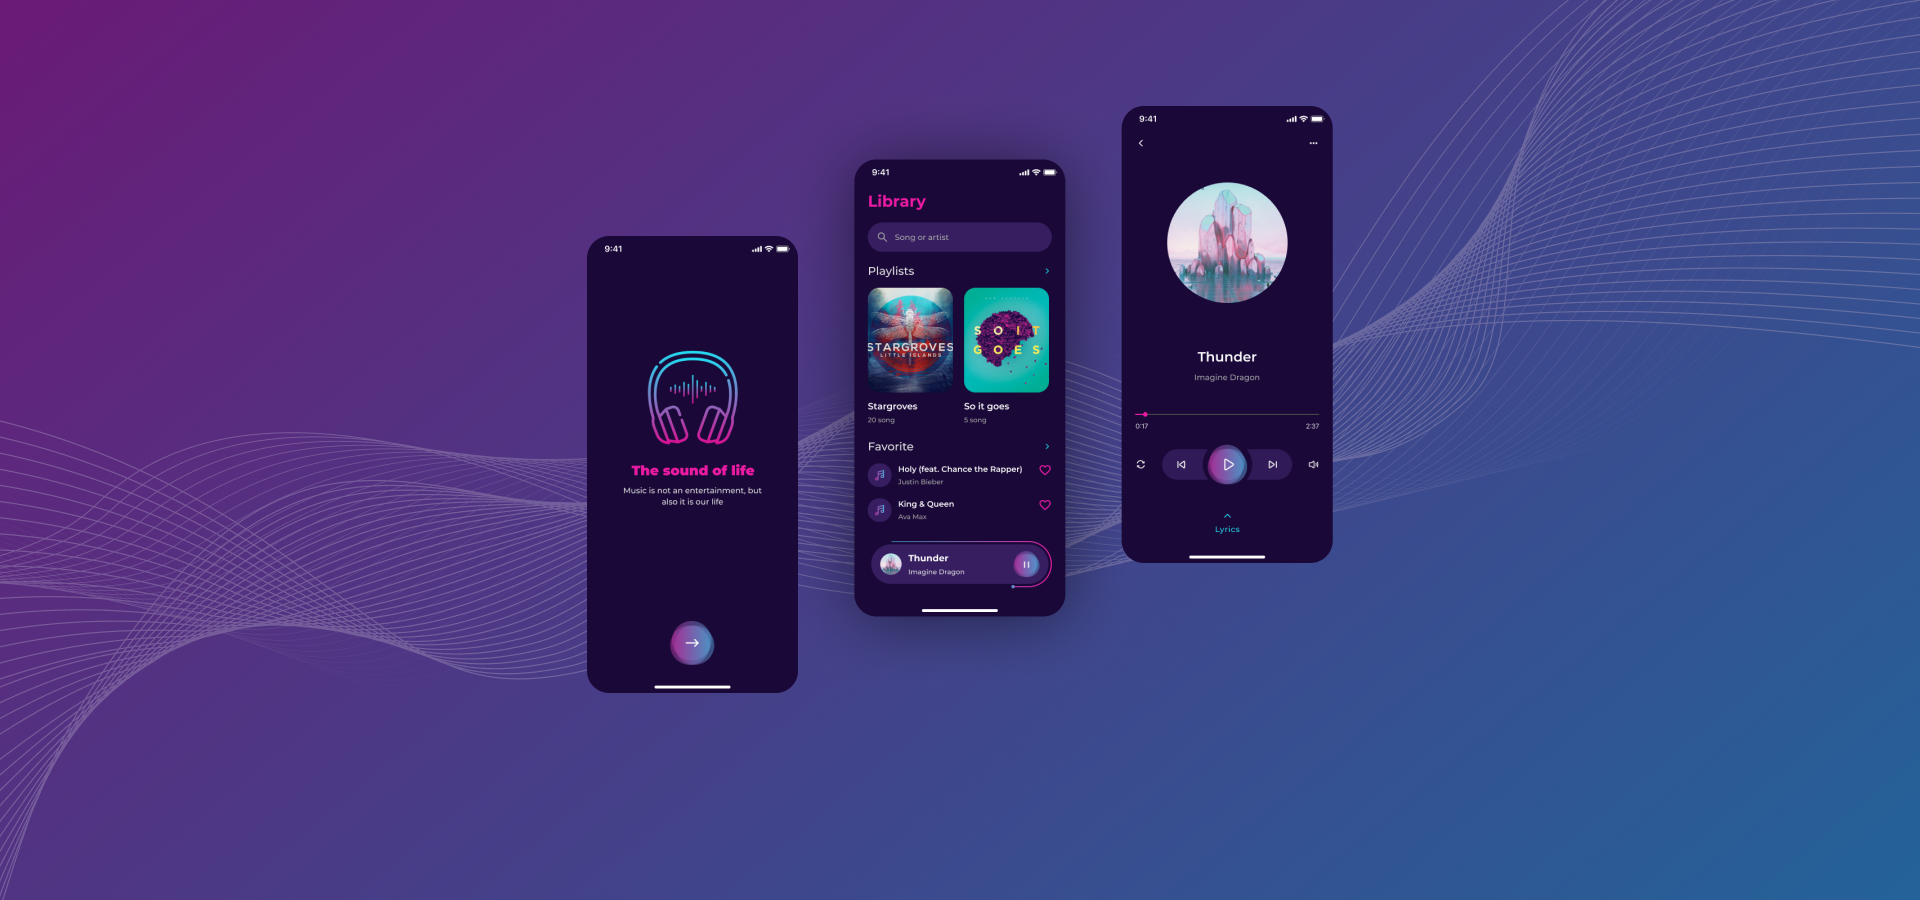 9:41
The sound of life
Music is not an entertainment, but
also it is our life
9:41
Library
Song or artist
Playlists
STARGROVES
LITTLE ISLANDS
SO IT
GOES
Stargroves
20 song
So it goes
5 song
Favorite
Holy (feat. Chance the Rapper)
Justin Bieber
King & Queen
Ava Max
Thunder
Imagine Dragon
9:41
Thunder
Imagine Dragon
0:17
2:37
Lyrics